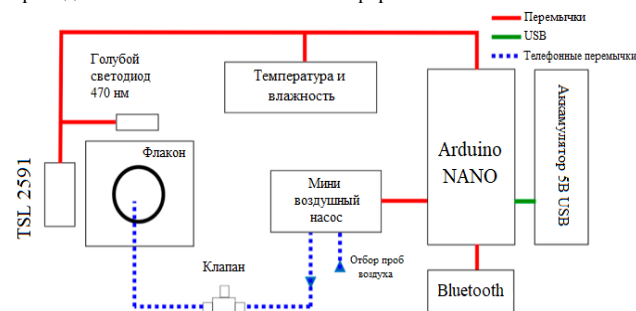 Перемычки
USB
Телефонные перемычки
Голубой
светодиод
470 нм
Температура и
влажность
TSL 2591
Флакон
Мини
воздушный
насос
Arduino
NANO
Аккамулятор 5В USB
Отбор проб
воздуха
Клапан
Bluetooth